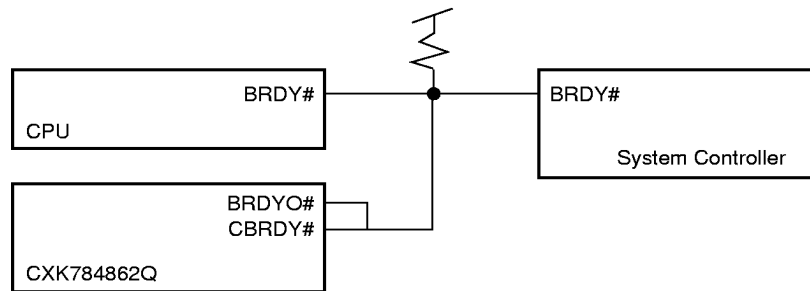 BRDY#
CPU
BRDY#
System Controller
BRDYO#
CBRDY#
CXK784862Q